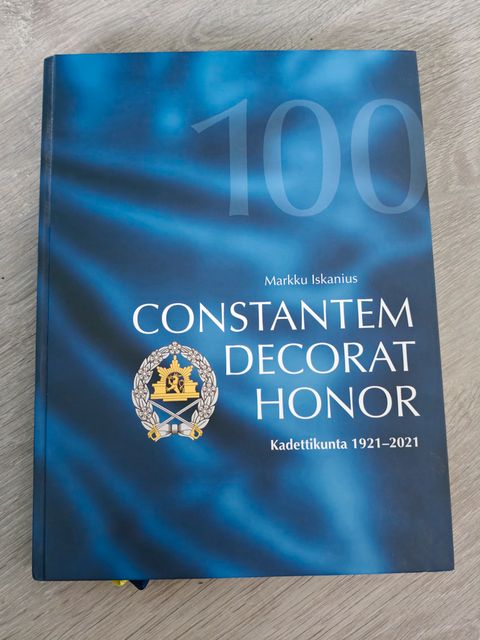 100
Markku Iskanius
CONSTANTEM
DECORAT
HONOR
Kadettikunta 1921–2021